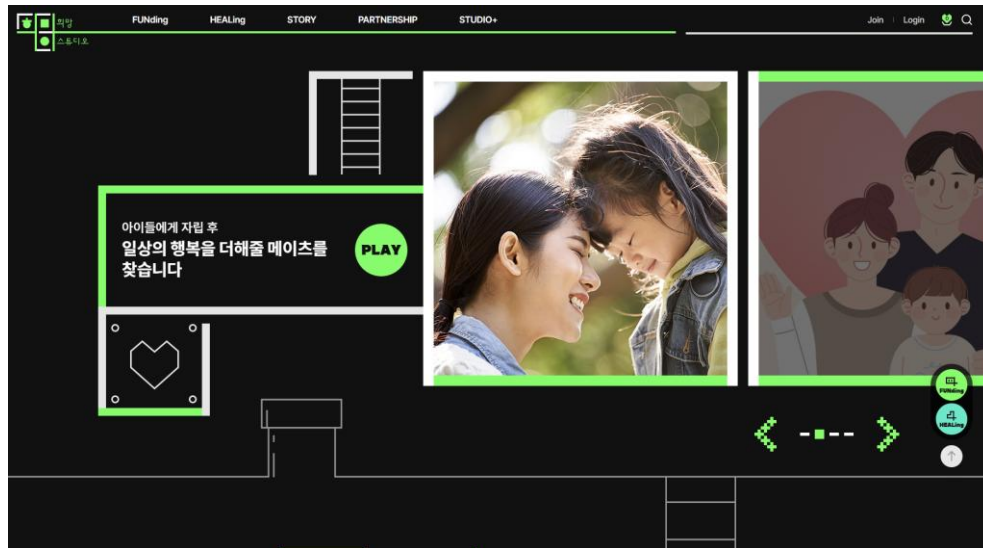 희망
스튜디오
FUNding
HEALing
STORY
PARTNERSHIP
STUDIO+
Join
Login
아이들에게 자립 후
일상의 행복을 더해줄 메이츠를
찾습니다
PLAY
FUNding
HEALing